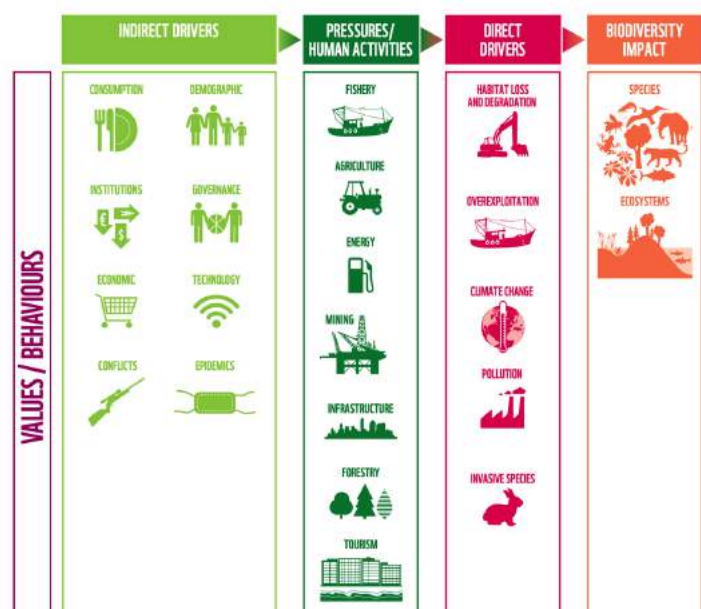 INDIRECT DRIVERS
PRESSURES/
HUMAN ACTIVITIES
DIRECT
DRIVERS
BIODIVERSITY
IMPACT
VALUES / BEHAVIOURS
CONSUMPTION
DEMOGRAPHIC
INSTITUTIONS
GOVERNANCE
€
$
ECONOMIC
TECHNOLOGY
CONFLICTS
EPIDEMICS
FISHERY
AGRICULTURE
ENERGY
MINING
INFRASTRUCTURE
FORESTRY
TOURISM
HABITAT LOSS
AND DEGRADATION
OVEREXPLOITATION
CLIMATE CHANGE
POLLUTION
INVASIVE SPECIES
SPECIES
ECOSYSTEMS